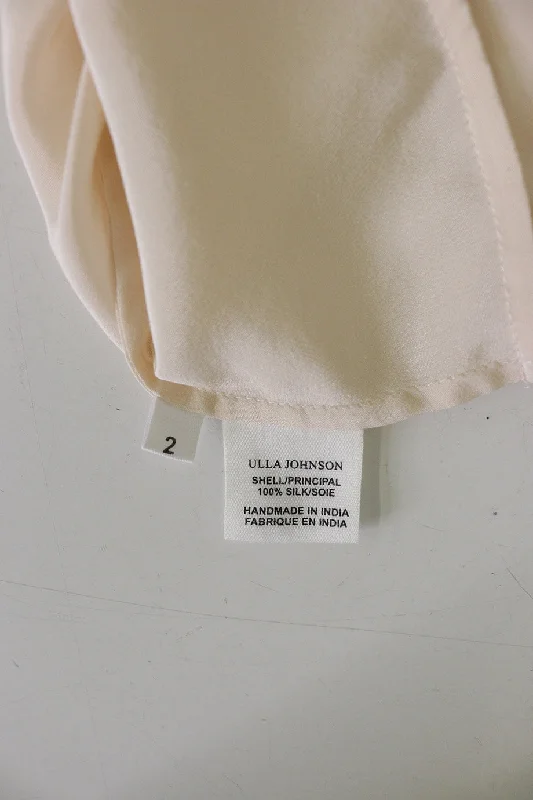 2
ULLA JOHNSON
SHELL/PRINCIPAL
100% SILK/SOIE
HANDMADE IN INDIA
FABRIQUE EN INDIA